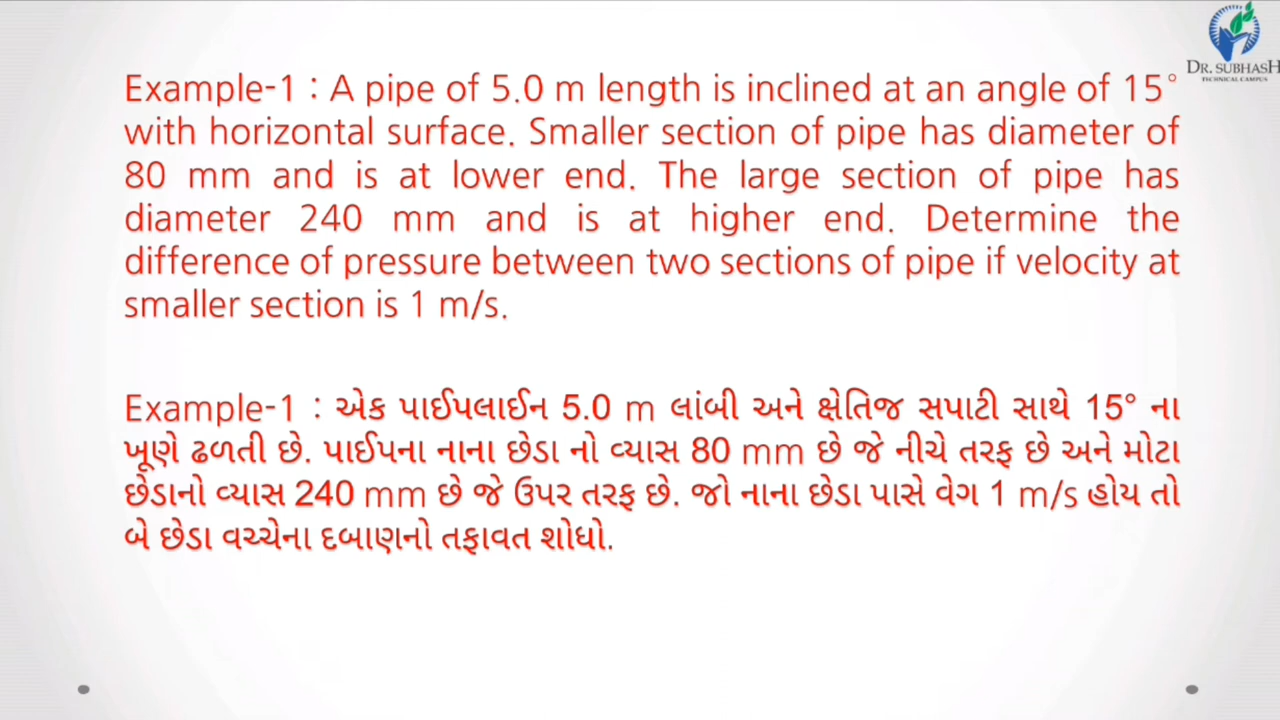 DR. SUBHASH
TECHNICAL CAMPUS
Example-1 : A pipe of 5.0 m length is inclined at an angle of 15°
with horizontal surface. Smaller section of pipe has diameter of
80 mm and is at lower end. The large section of pipe has
diameter 240 mm and is at higher end. Determine the
difference of pressure between two sections of pipe if velocity at
smaller section is 1 m/s.
Example-1 : એક પાઈપલાઈન 5.0 m લાંબી અને ક્ષેતિજ સપાટી સાથે 15° ના
ખૂણે ઢળતી છે. પાઈપના નાના છેડા નો વ્યાસ 80 mm છે જે નીચે તરફ છે અને મોટા
છેડાનો વ્યાસ 240 mm છે જે ઉપર તરફ છે. જો નાના છેડા પાસે વેગ 1 m/s હોય તો
બે છેડા વચ્ચેના દબાણનો તફાવત શોધો.